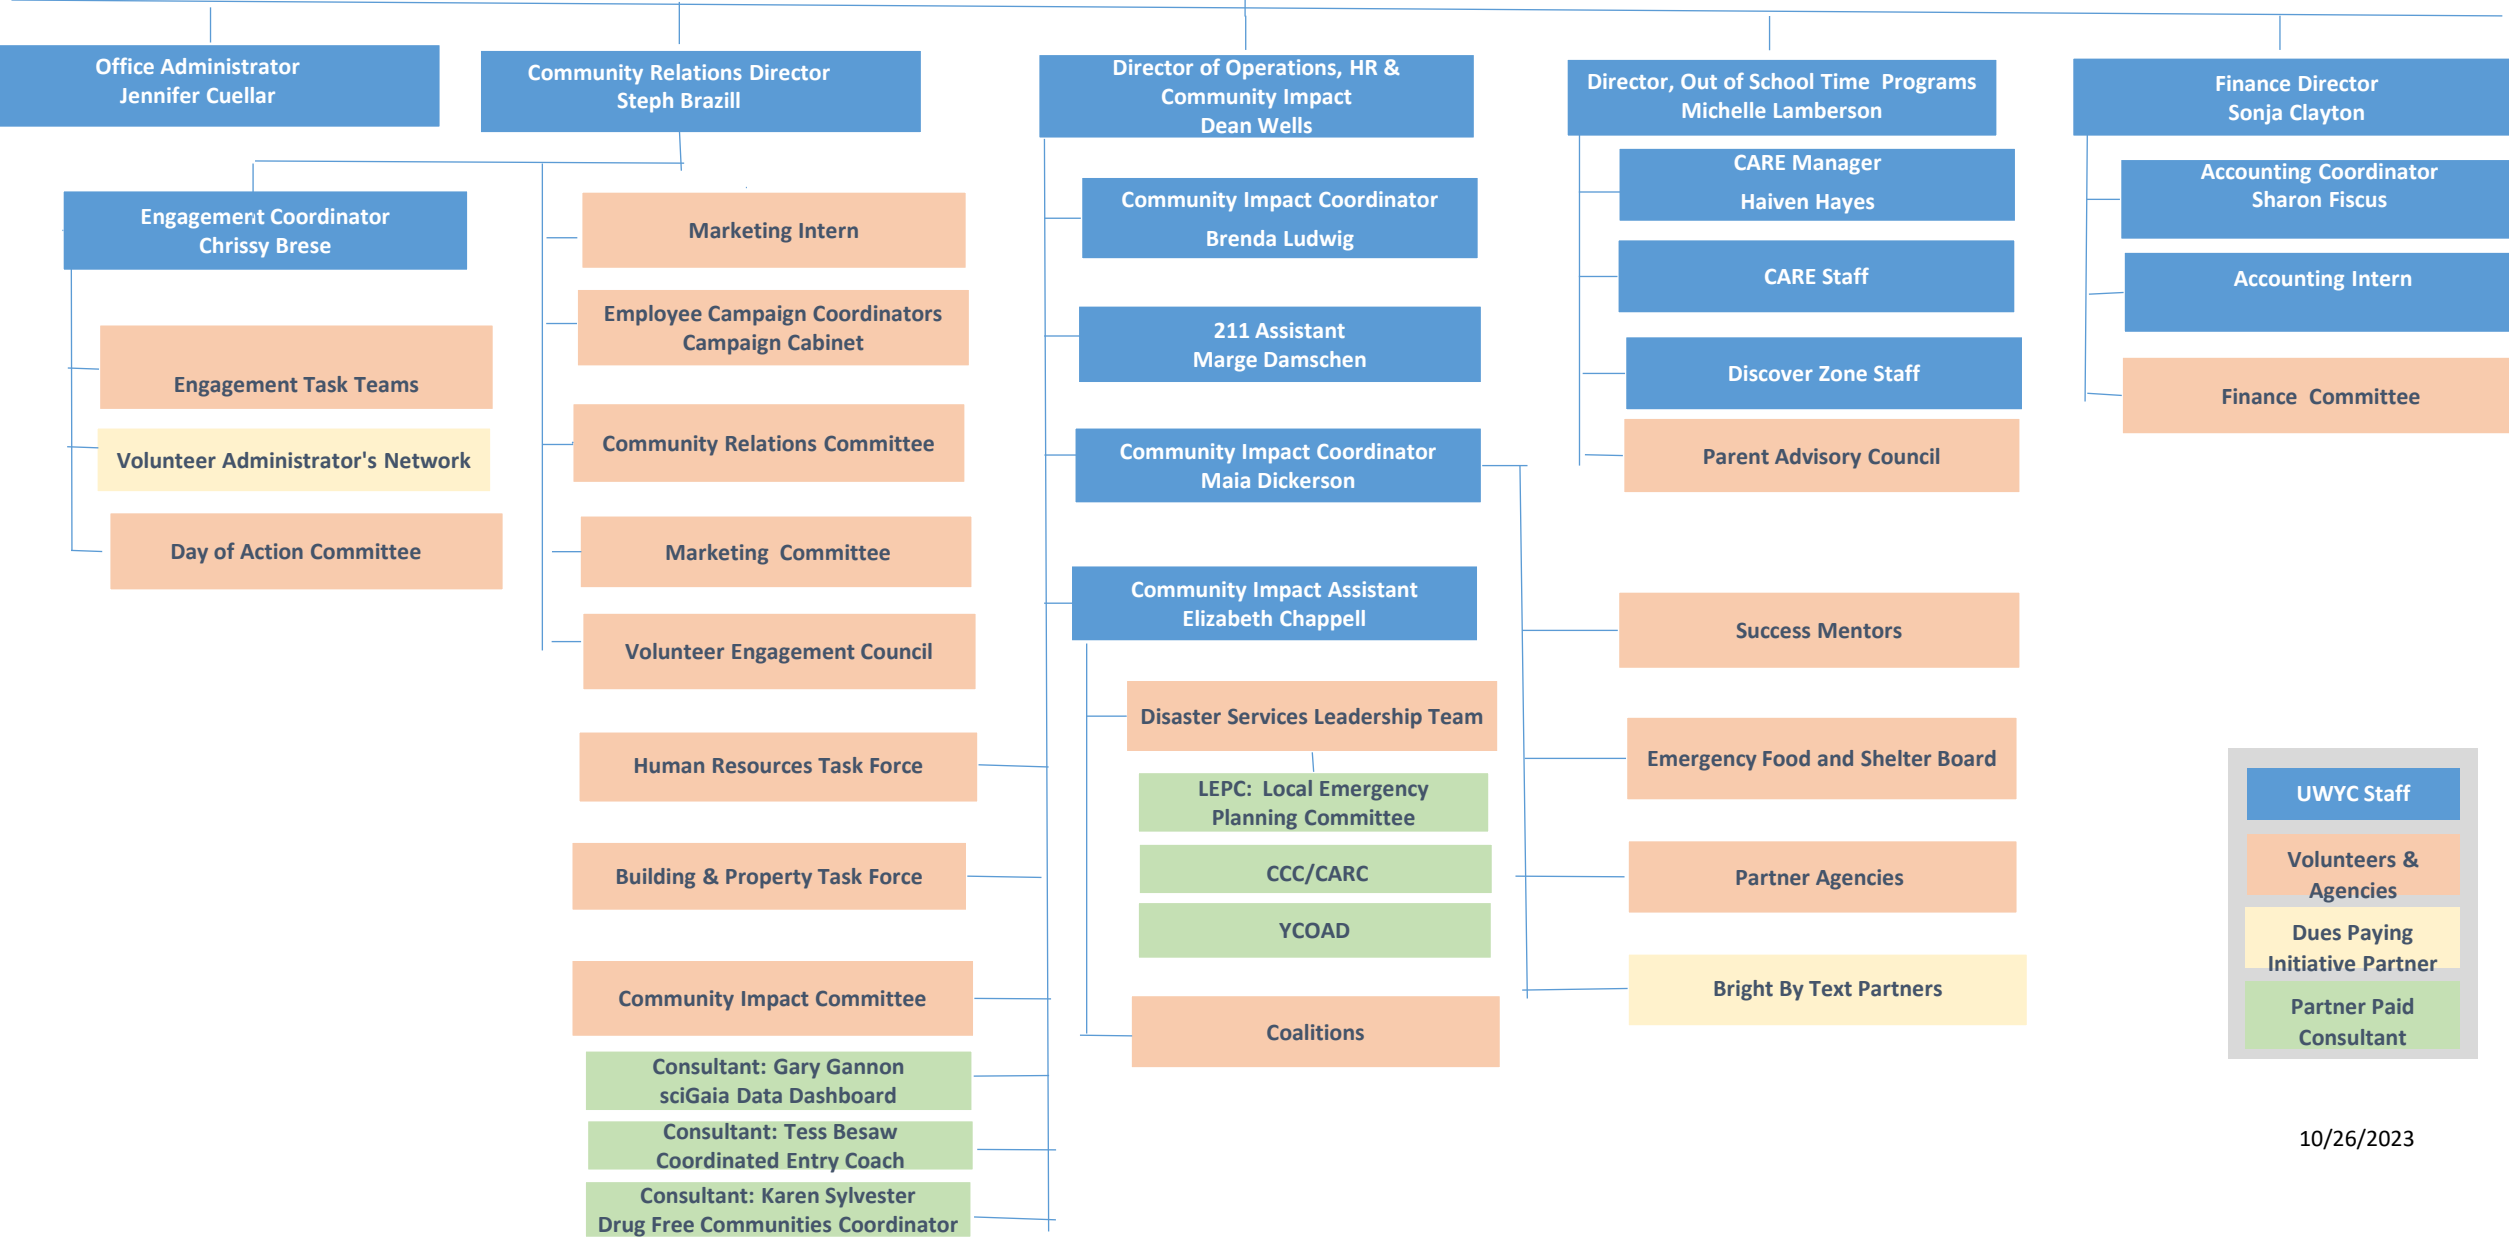 Office Administrator
Jennifer Cuellar
Community Relations Director
Steph Brazill
Director of Operations, HR &
Community Impact
Dean Wells
Director, Out of School Time  Programs
Michelle Lamberson
Finance Director
Sonja Clayton
Engagement Coordinator
Chrissy Brese
Engagement Task Teams
Volunteer Administrator's Network
Day of Action Committee
Marketing Intern
Employee Campaign Coordinators
Campaign Cabinet
Community Relations Committee
Marketing  Committee
Volunteer Engagement Council
Human Resources Task Force
Building & Property Task Force
Community Impact Committee
Consultant: Gary Gannon
sciGaia Data Dashboard
Consultant: Tess Besaw
Coordinated Entry Coach
Consultant: Karen Sylvester
Drug Free Communities Coordinator
Community Impact Coordinator
Brenda Ludwig
211 Assistant
Marge Damschen
Community Impact Coordinator
Maia Dickerson
Community Impact Assistant
Elizabeth Chappell
Disaster Services Leadership Team
LEPC:  Local Emergency
Planning Committee
CCC/CARC
YCOAD
Coalitions
CARE Manager
Haiven Hayes
CARE Staff
Discover Zone Staff
Parent Advisory Council
Success Mentors
Emergency Food and Shelter Board
Partner Agencies
Bright By Text Partners
Accounting Coordinator
Sharon Fiscus
Accounting Intern
Finance  Committee
UWYC Staff
Volunteers &
Agencies
Dues Paying
Initiative Partner
Partner Paid
Consultant
10/26/2023